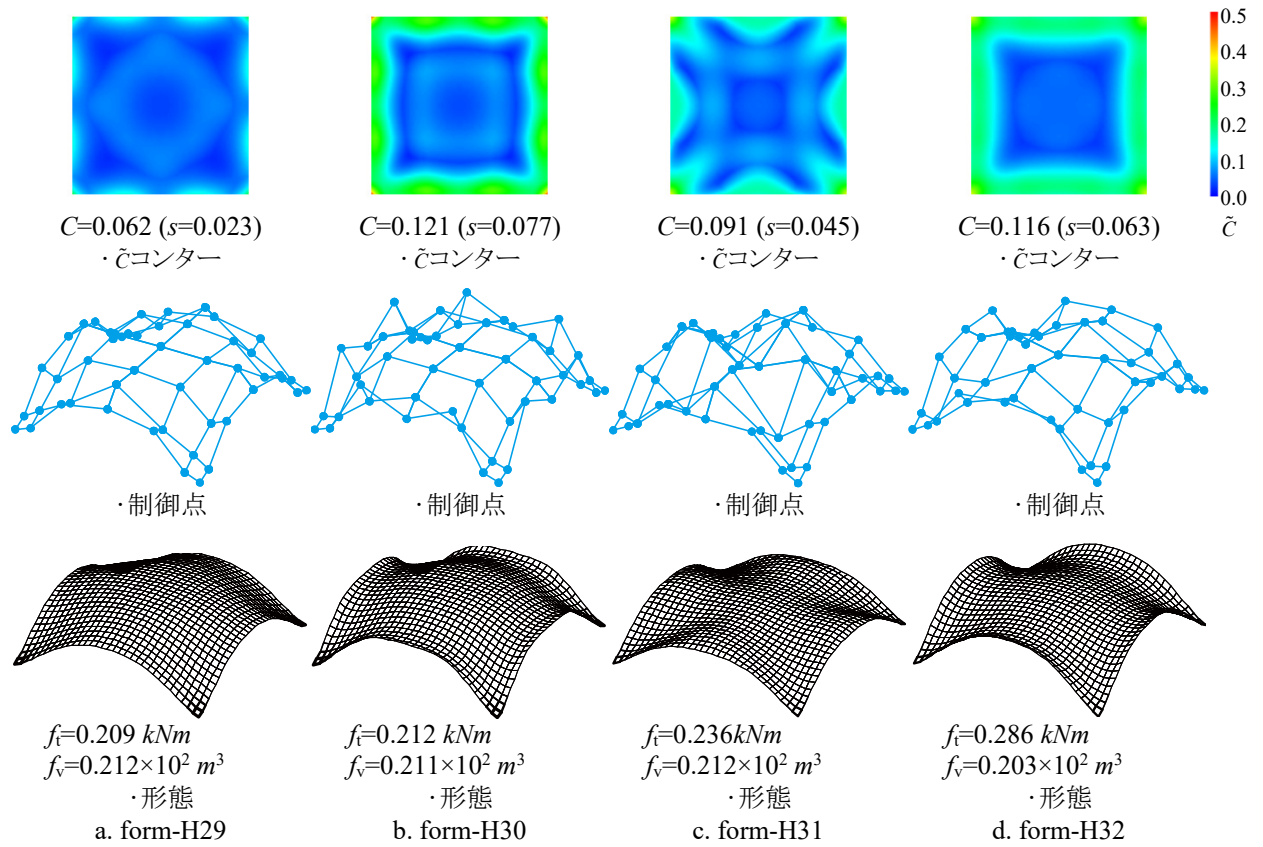 0.5
0.4
0.3
0.2
0.1
0.0
C̃
C=0.062 (s=0.023)
・C̃コンター
C=0.121 (s=0.077)
・C̃コンター
C=0.091 (s=0.045)
・C̃コンター
C=0.116 (s=0.063)
・C̃コンター
・制御点
・制御点
・制御点
・制御点
fₜ=0.209 kNm
fᵥ=0.212×10² m³
・形態
a. form-H29
fₜ=0.212 kNm
fᵥ=0.211×10² m³
・形態
b. form-H30
fₜ=0.236kNm
fᵥ=0.212×10² m³
・形態
c. form-H31
fₜ=0.286 kNm
fᵥ=0.203×10² m³
・形態
d. form-H32